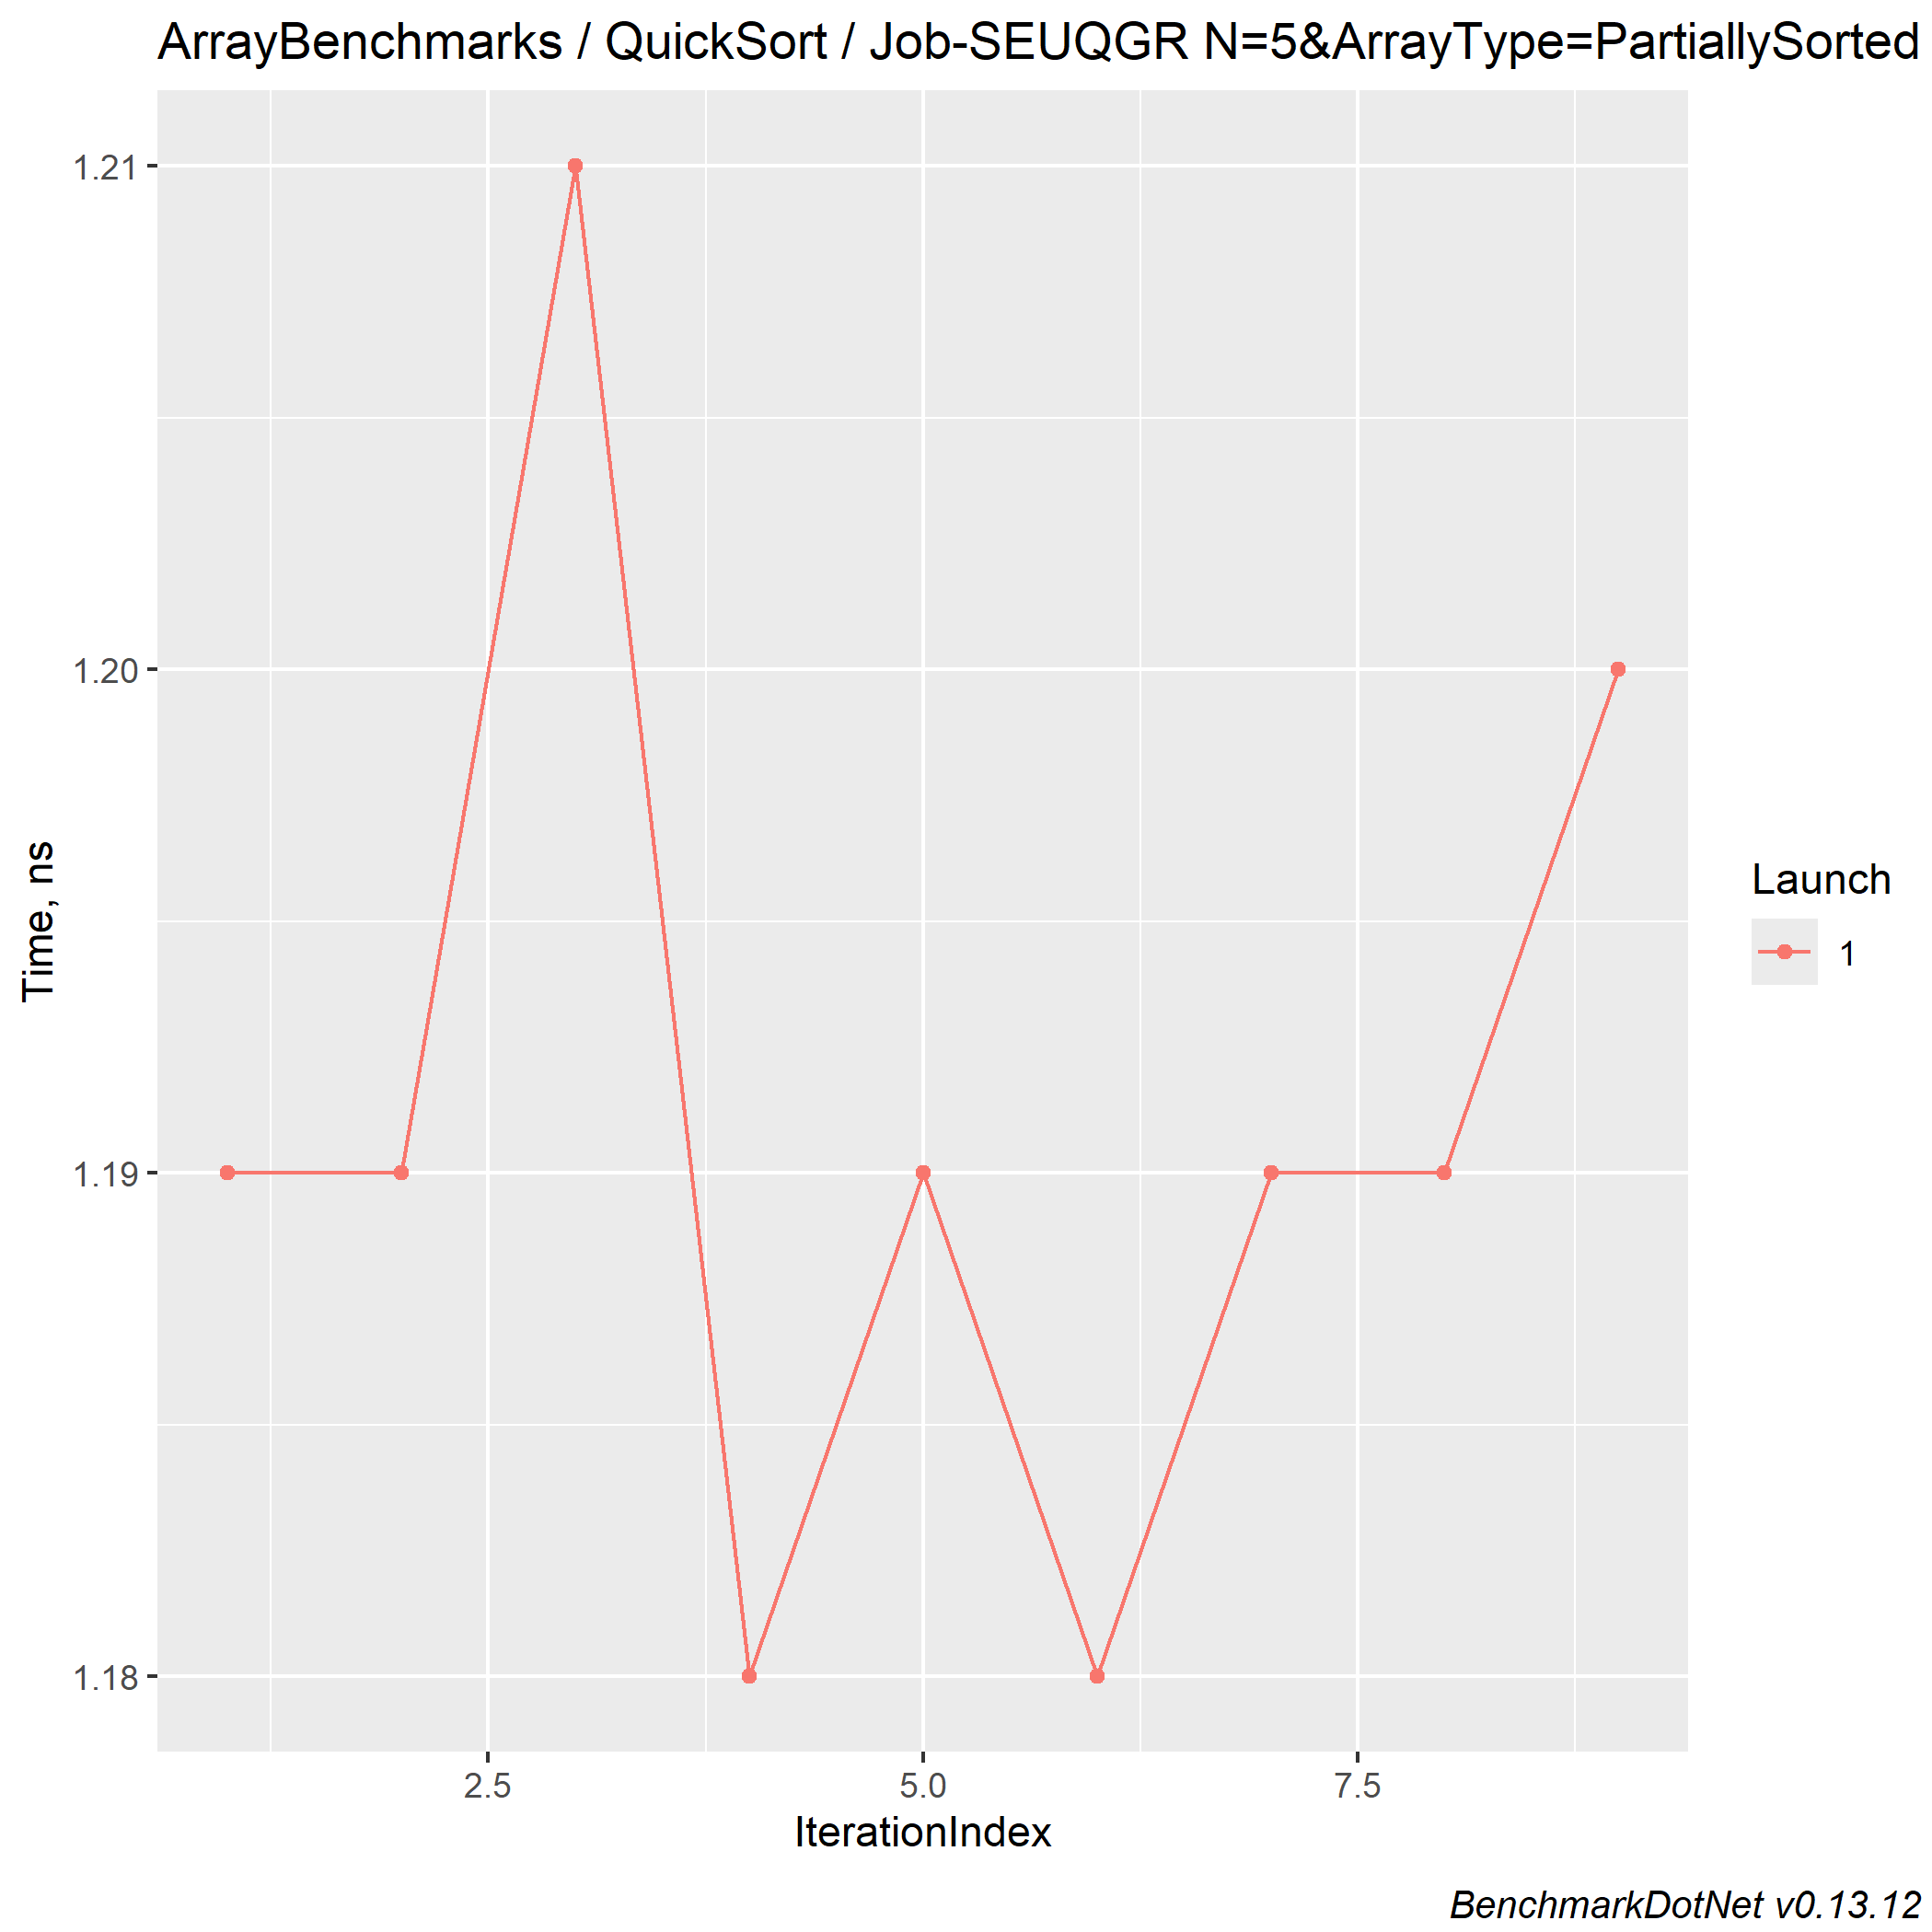 ArrayBenchmarks / QuickSort / Job-SEUQGR N=5&ArrayType=PartiallySorted
1.21
1.20
1.19
1.18
Time, ns
2.5 5.0 7.5
IterationIndex
Launch
1
BenchmarkDotNet v0.13.12